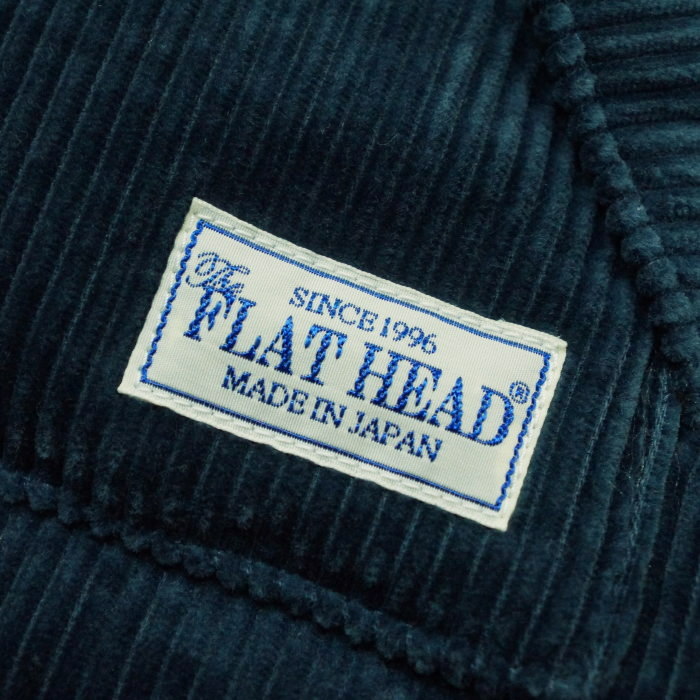 SINCE 1996
The
FLAT HEAD®
MADE IN JAPAN